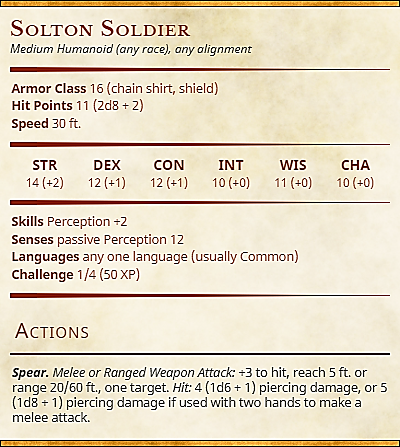 Solton Soldier
Medium Humanoid (any race), any alignment
Armor Class 16 (chain shirt, shield)
Hit Points 11 (2d8 + 2)
Speed 30 ft.
STR DEX CON INT WIS CHA
14 (+2) 12 (+1) 12 (+1) 10 (+0) 11 (+0) 10 (+0)
Skills Perception +2
Senses passive Perception 12
Languages any one language (usually Common)
Challenge 1/4 (50 XP)
Actions
Spear. Melee or Ranged Weapon Attack: +3 to hit, reach 5 ft. or
range 20/60 ft., one target. Hit: 4 (1d6 + 1) piercing damage, or 5
(1d8 + 1) piercing damage if used with two hands to make a
melee attack.